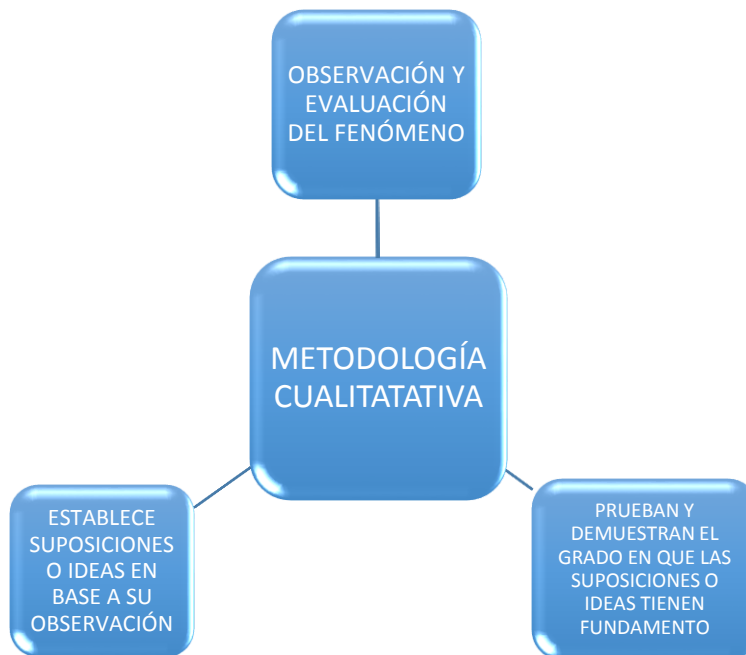 OBSERVACIÓN Y
EVALUACIÓN
DEL FENÓMENO
METODOLOGÍA
CUALITATATIVA
ESTABLECE
SUPOSICIONES
O IDEAS EN
BASE A SU
OBSERVACIÓN
PRUEBAN Y
DEMUESTRAN EL
GRADO EN QUE LAS
SUPOSICIONES O
IDEAS TIENEN
FUNDAMENTO